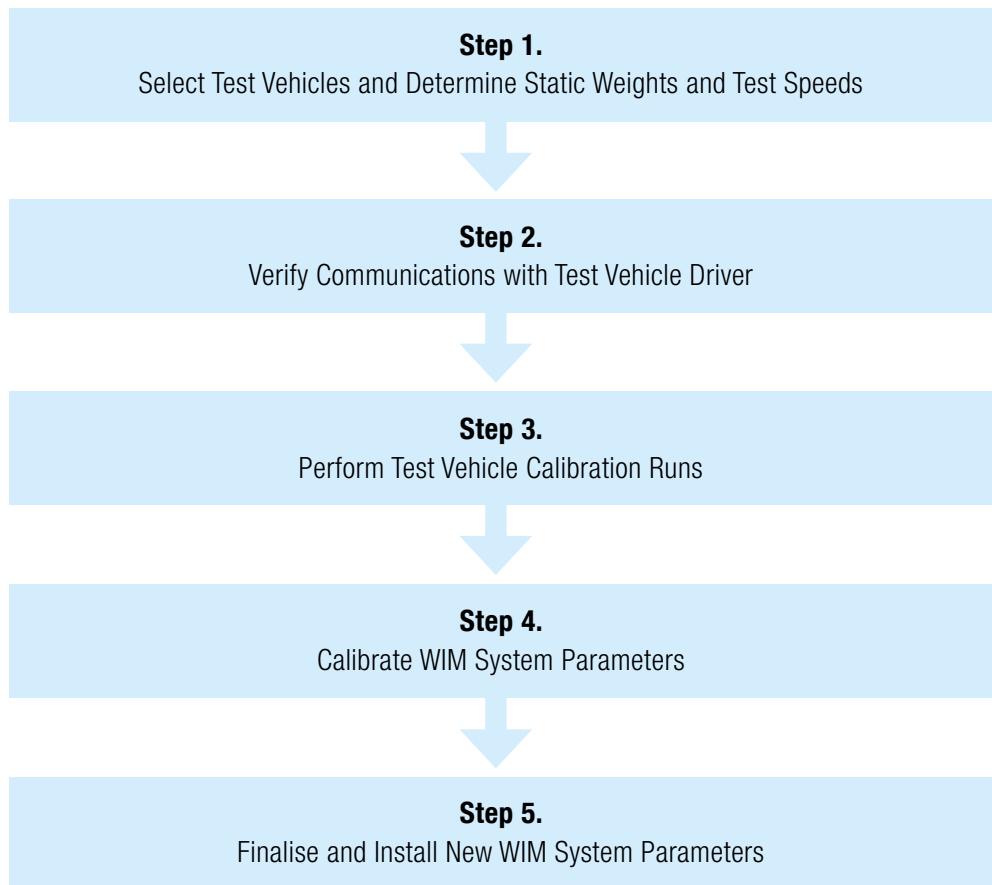 Step 1.
Select Test Vehicles and Determine Static Weights and Test Speeds
Step 2.
Verify Communications with Test Vehicle Driver
Step 3.
Perform Test Vehicle Calibration Runs
Step 4.
Calibrate WIM System Parameters
Step 5.
Finalise and Install New WIM System Parameters